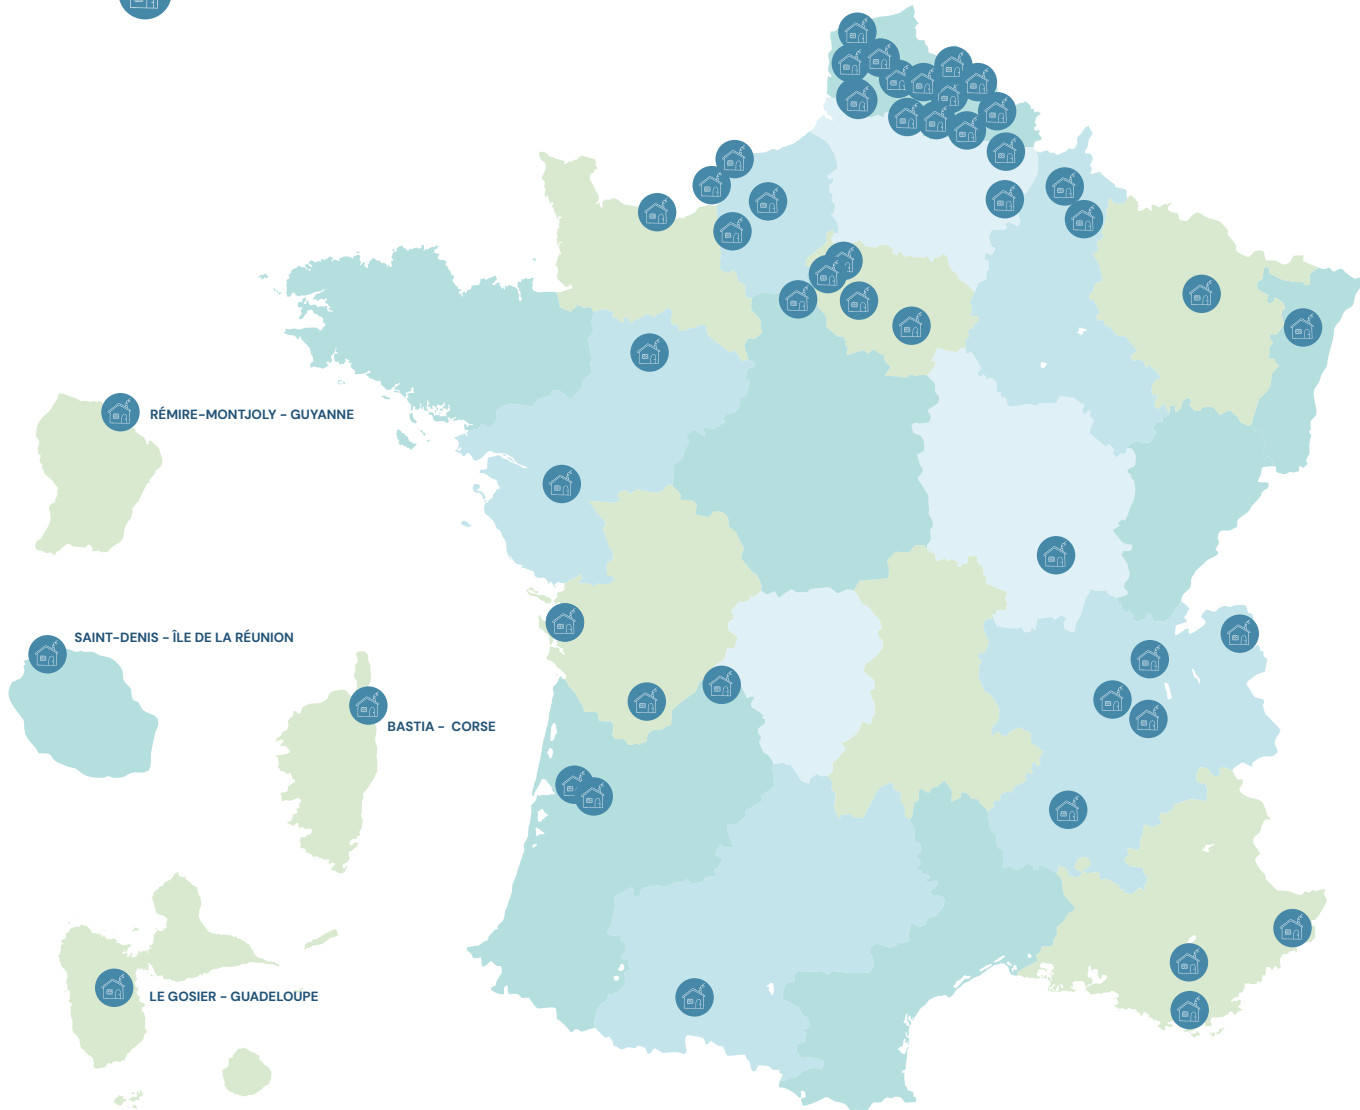 RÉMIRE-MONTJOLY - GUYANNE
SAINT-DENIS - ÎLE DE LA RÉUNION
BASTIA - CORSE
LE GOSIER - GUADELOUPE